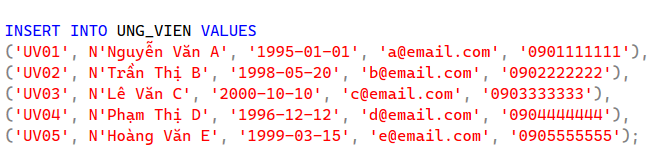 INSERT INTO UNG_VIEN VALUES
('UV01', N'Nguyễn Văn A', '1995-01-01', 'a@email.com', '0901111111'),
('UV02', N'Trần Thị B', '1998-05-20', 'b@email.com', '0902222222'),
('UV03', N'Lê Văn C', '2000-10-10', 'c@email.com', '0903333333'),
('UV04', N'Phạm Thị D', '1996-12-12', 'd@email.com', '0904444444'),
('UV05', N'Hoàng Văn E', '1999-03-15', 'e@email.com', '0905555555');